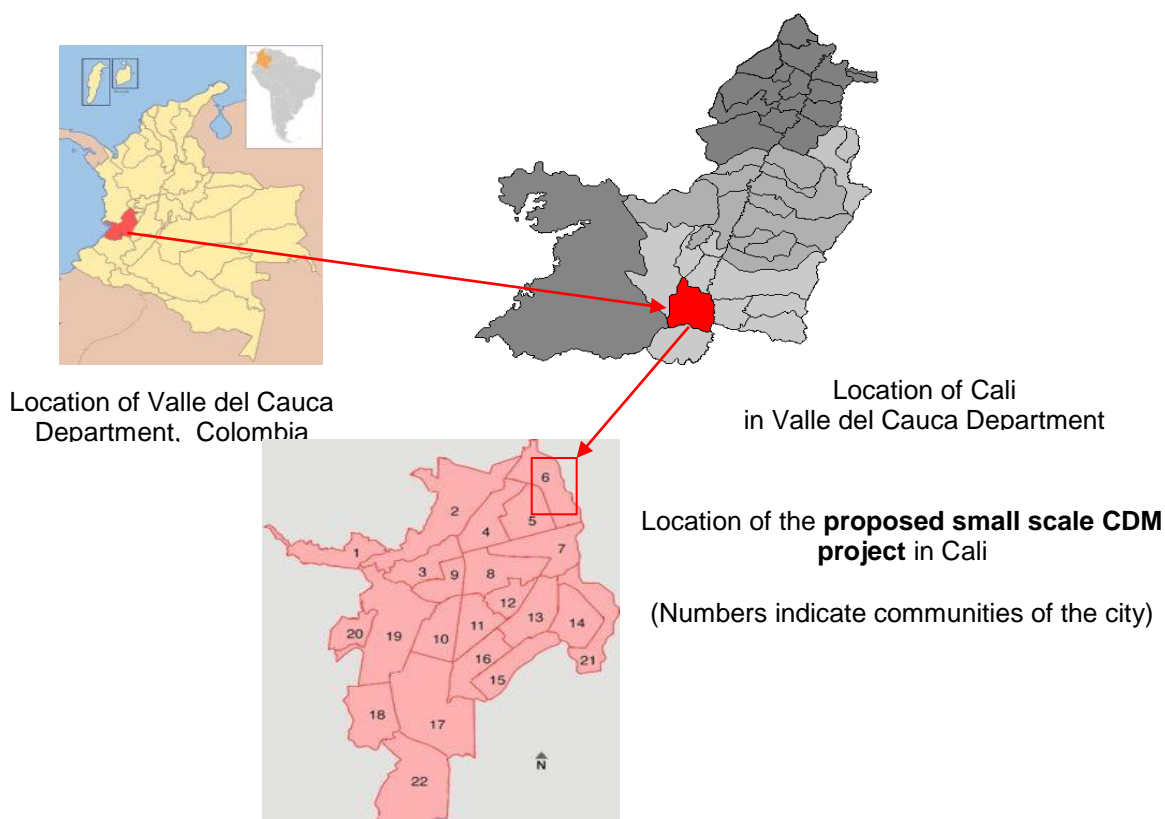 Location of Valle del Cauca
Department, Colombia
Location of Cali
in Valle del Cauca Department
Location of the proposed small scale CDM
project in Cali
(Numbers indicate communities of the city)
6
2
5
4
7
1
3
9
8
12
13
14
20
19
10
11
16
21
15
18
17
N
22